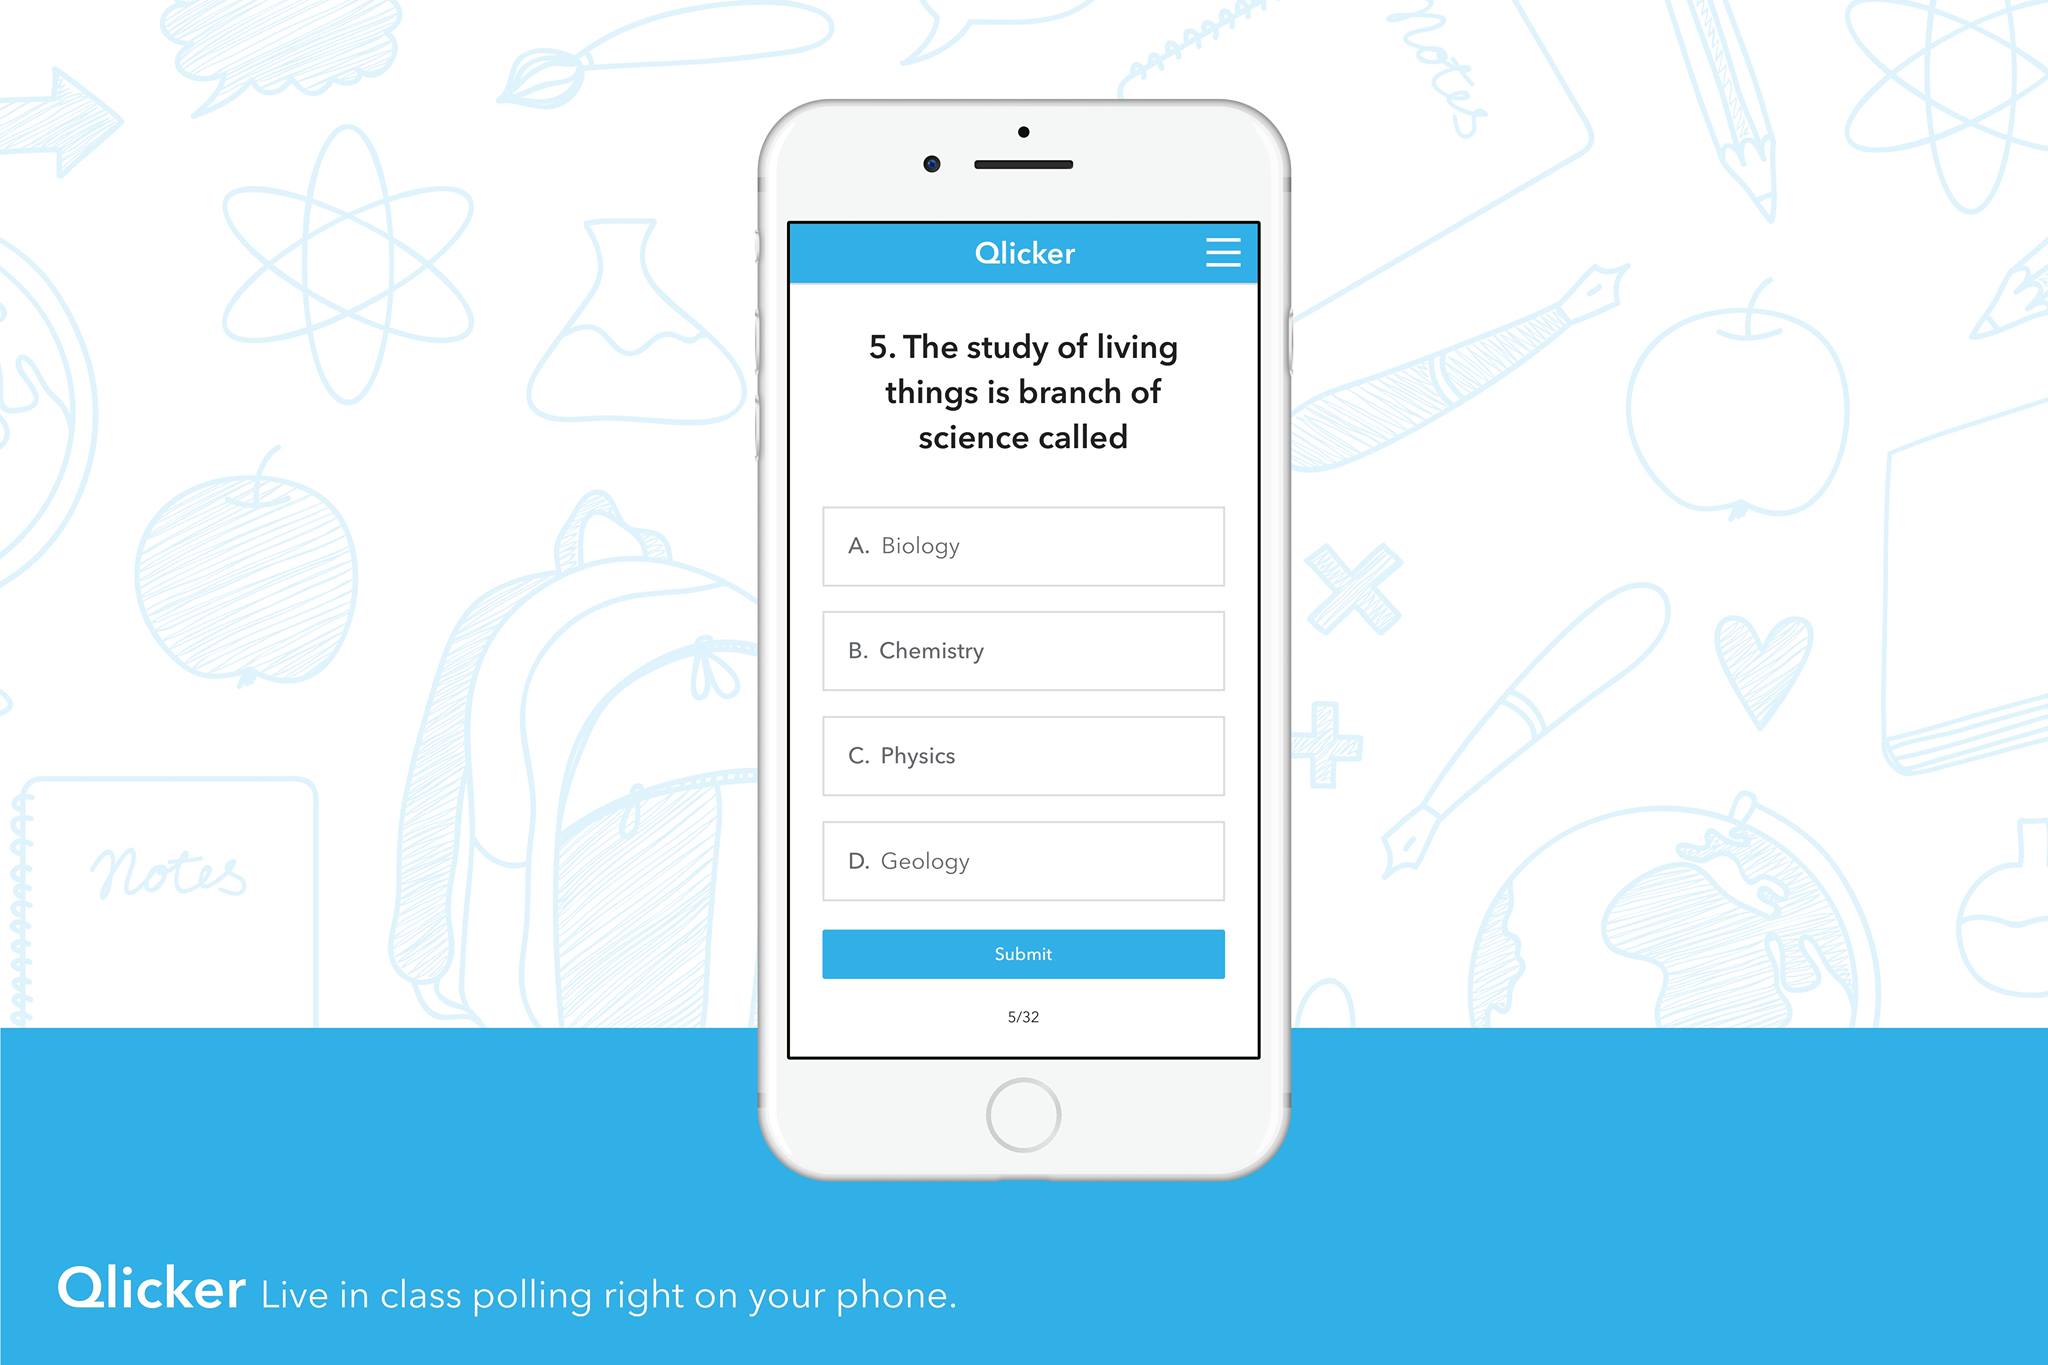 notes
Qlicker
5. The study of living
things is branch of
science called
A. Biology
B. Chemistry
C. Physics
D. Geology
Submit
5/32
Notes
Qlicker Live in class polling right on your phone.